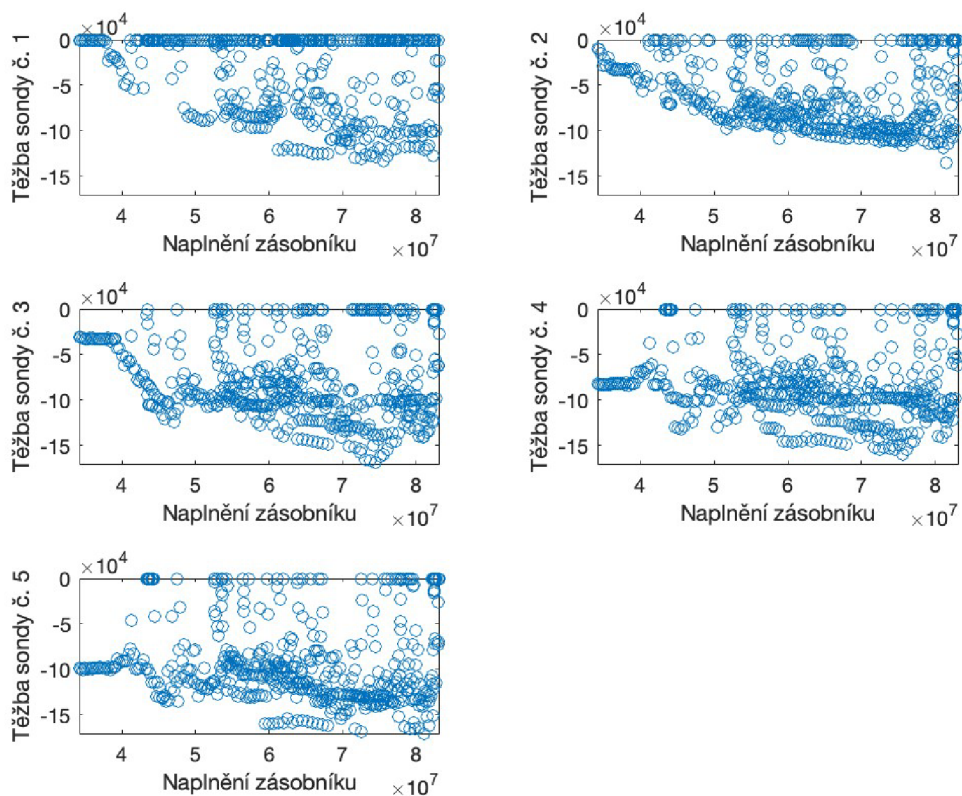 ×10⁴
0
-5
-10
-15
Těžba sondy č. 1
4 5 6 7 8
Naplnění zásobníku
×10⁷
×10⁴
0
-5
-10
-15
Těžba sondy č. 2
4 5 6 7 8
Naplnění zásobníku
×10⁷
×10⁴
0
-5
-10
-15
Těžba sondy č. 3
4 5 6 7 8
Naplnění zásobníku
×10⁷
×10⁴
0
-5
-10
-15
Těžba sondy č. 4
4 5 6 7 8
Naplnění zásobníku
×10⁷
×10⁴
0
-5
-10
-15
Těžba sondy č. 5
4 5 6 7 8
Naplnění zásobníku
×10⁷